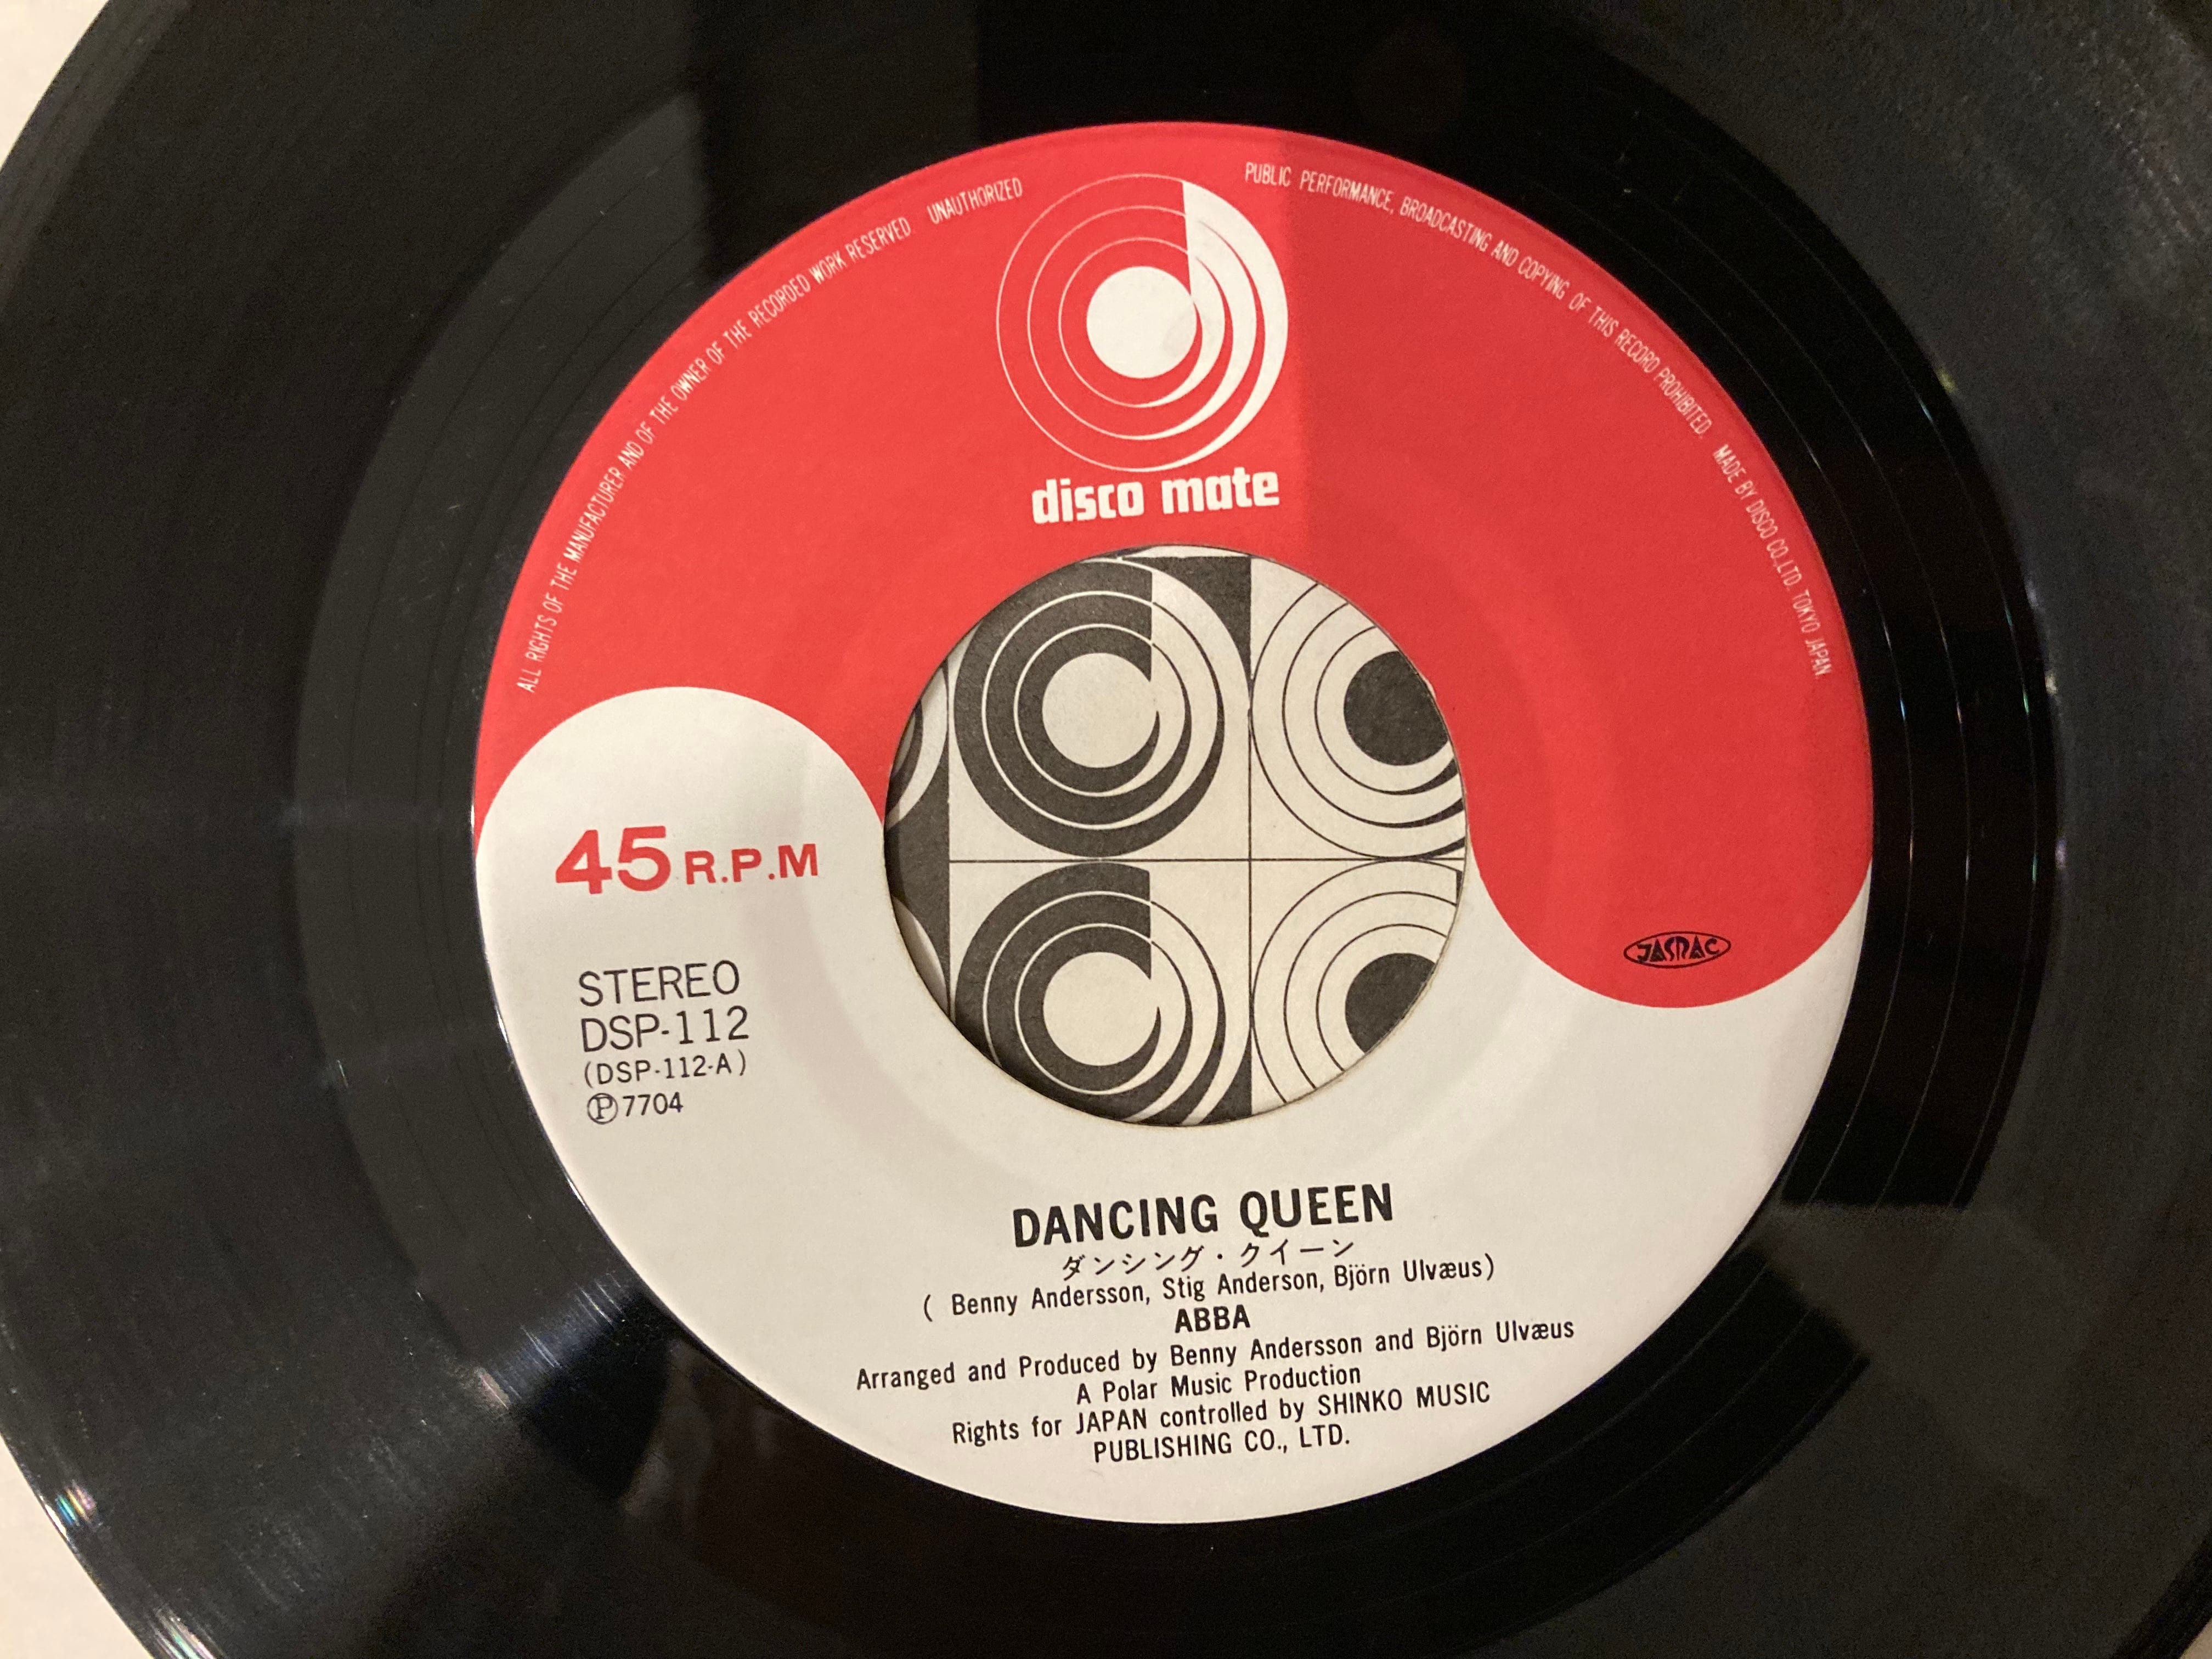 ALL RIGHTS OF THE MANUFACTURER AND OF THE OWNER OF THE RECORDED WORK RESERVED. UNAUTHORIZED
PUBLIC PERFORMANCE, BROADCASTING AND COPYING OF THIS RECORD PROHIBITED. MADE BY DISCO CO.,LTD. TOKYO JAPAN.
disco mate
45 R.P.M
JASRAC
STEREO
DSP-112
(DSP-112-A)
Ⓟ7704
DANCING QUEEN
ダンシング・クイーン
( Benny Andersson, Stig Anderson, Björn Ulvæus)
ABBA
Arranged and Produced by Benny Andersson and Björn Ulvæus
A Polar Music Production
Rights for JAPAN controlled by SHINKO MUSIC
PUBLISHING CO., LTD.